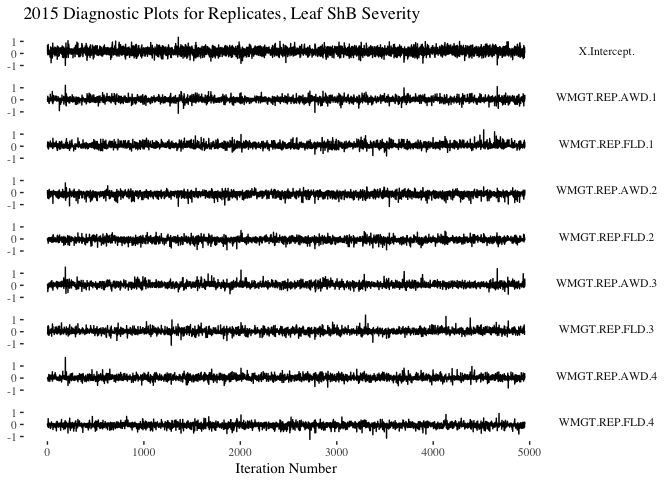 2015 Diagnostic Plots for Replicates, Leaf ShB Severity
1
0
-1
X.Intercept.
1
0
-1
WMGT.REP.AWD.1
1
0
-1
WMGT.REP.FLD.1
1
0
-1
WMGT.REP.AWD.2
1
0
-1
WMGT.REP.FLD.2
1
0
-1
WMGT.REP.AWD.3
1
0
-1
WMGT.REP.FLD.3
1
0
-1
WMGT.REP.AWD.4
1
0
-1
WMGT.REP.FLD.4
0 1000 2000 3000 4000 5000
Iteration Number